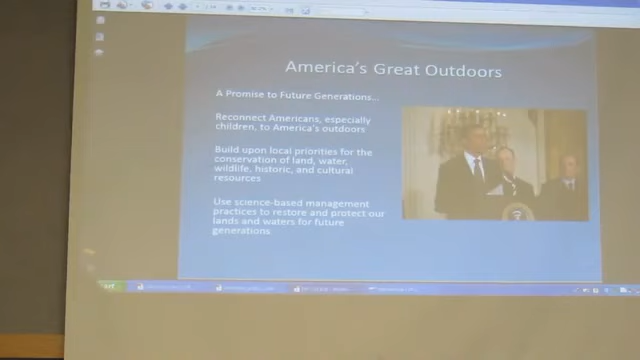 America's Great Outdoors
A Promise to Future Generations...
Reconnect Americans, especially
children, to America's outdoors
Build upon local priorities for the
conservation of land, water,
wildlife, historic, and cultural
resources
Use science-based management
practices to restore and protect our
lands and waters for future
generations.